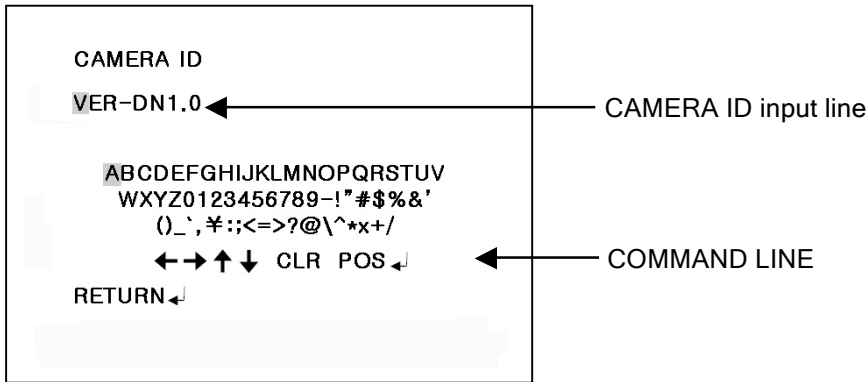 CAMERA ID
VER-DN1.0
CAMERA ID input line
ABCDEFGHIJKLMNOPQRSTUV
WXYZ0123456789-!"#$%&'
()_`,¥:;<=>?@\^*x+/
←→↑↓ CLR POS↲
COMMAND LINE
RETURN↲